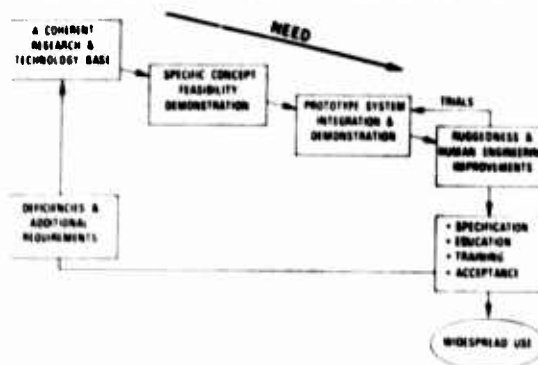 A COHERENT
RESEARCH &
TECHNOLOGY BASE
NEED
SPECIFIC CONCEPT
FEASIBILITY
DEMONSTRATION
PROTOTYPE SYSTEM
INTEGRATION &
DEMONSTRATION
TRIALS
RUGGEDNESS &
HUMAN ENGINEERING
IMPROVEMENTS
DEFICIENCIES &
ADDITIONAL
REQUIREMENTS
• SPECIFICATION
• EDUCATION
• TRAINING
• ACCEPTANCE
WIDESPREAD USE